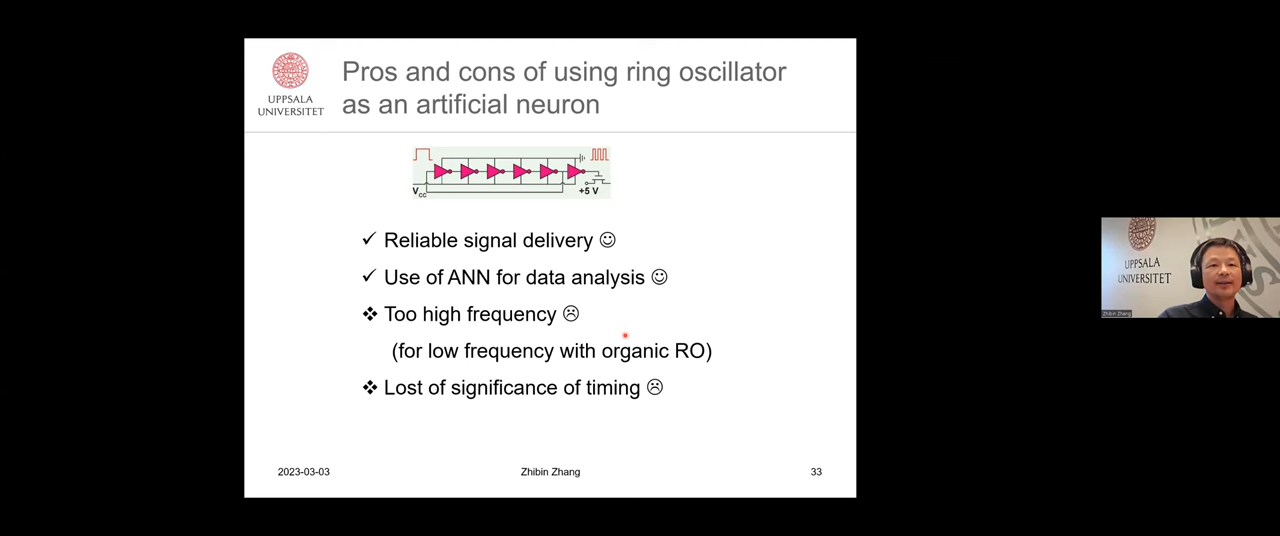 Pros and cons of using ring oscillator
as an artificial neuron
UPPSALA
UNIVERSITET
VCC
+5 V
✓ Reliable signal delivery ☺
✓ Use of ANN for data analysis ☺
❖ Too high frequency ☹
(for low frequency with organic RO)
❖ Lost of significance of timing ☹
2023-03-03
Zhibin Zhang
33
UPPSALA
UNIVERSITET
Zhibin Zhang